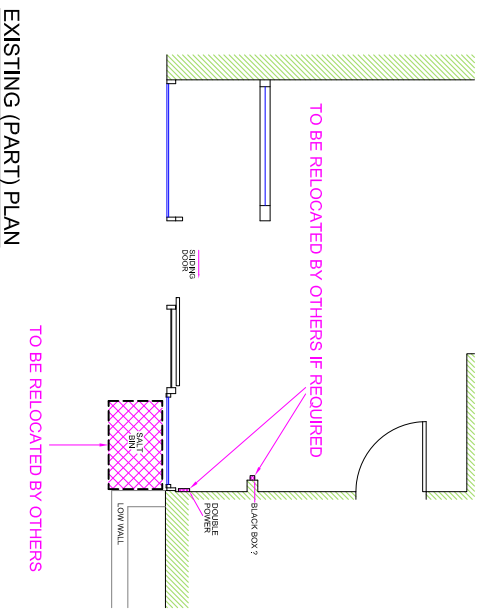 TO BE RELOCATED BY OTHERS IF REQUIRED
SLIDING
DOOR
BLACK BOX ?
DOUBLE
POWER
SALT
BIN
LOW WALL
TO BE RELOCATED BY OTHERS
EXISTING (PART) PLAN